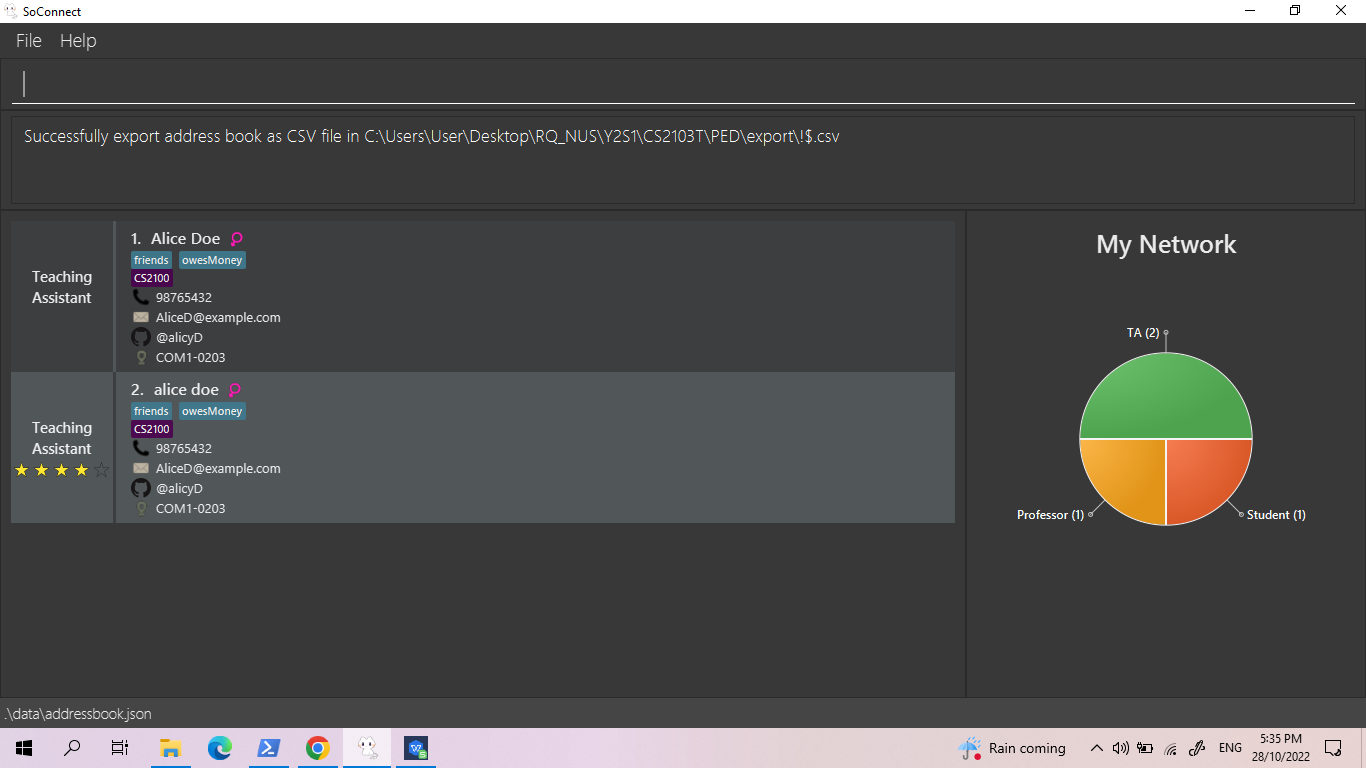 SoConnect
File Help
Successfully export address book as CSV file in C:\Users\User\Desktop\RQ_NUS\Y2S1\CS2103T\PED\export\!$.csv
Teaching
Assistant
1. Alice Doe
friends owesMoney
CS2100
98765432
AliceD@example.com
@alicyD
COM1-0203
Teaching
Assistant
2. alice doe
friends owesMoney
CS2100
98765432
AliceD@example.com
@alicyD
COM1-0203
My Network
TA (2)
Professor (1)
Student (1)
.\data\addressbook.json
Rain coming
ENG
5:35 PM
28/10/2022